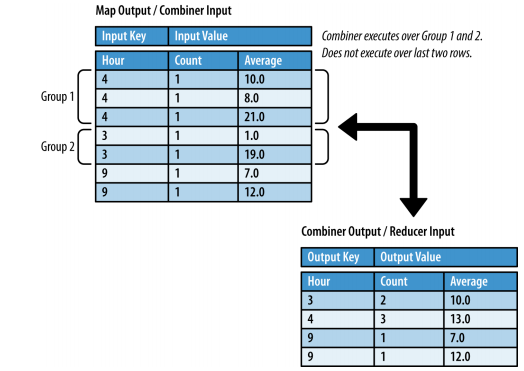 Map Output / Combiner Input
Input Key Input Value
Combiner executes over Group 1 and 2.
Does not execute over last two rows.
Hour Count Average
Group 1
4 1 10.0
4 1 8.0
4 1 21.0
Group 2
3 1 1.0
3 1 19.0
9 1 7.0
9 1 12.0
Combiner Output / Reducer Input
Output Key Output Value
Hour Count Average
3 2 10.0
4 3 13.0
9 1 7.0
9 1 12.0